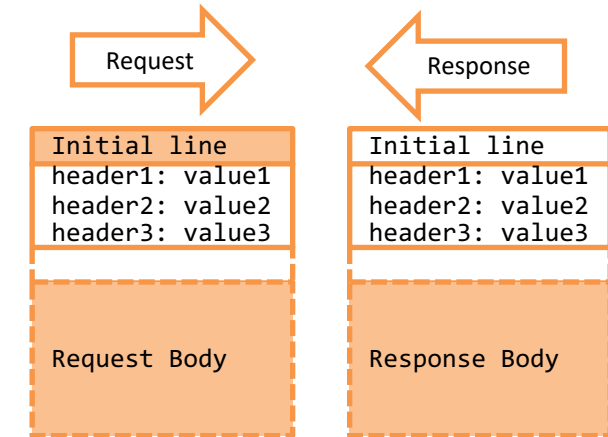 Request
Response
Initial line
header1: value1
header2: value2
header3: value3
Request Body
Initial line
header1: value1
header2: value2
header3: value3
Response Body